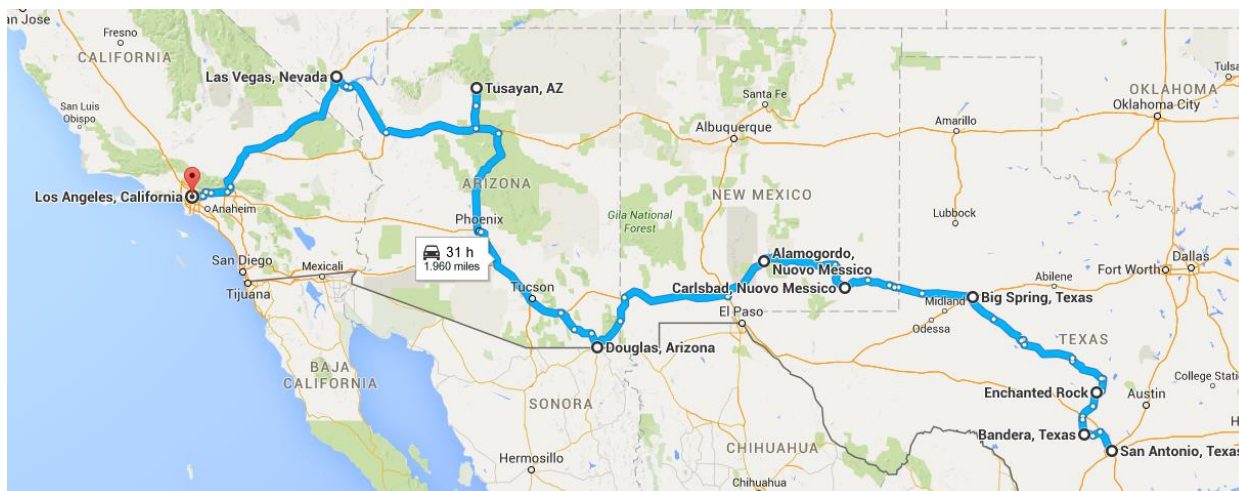 an Jose
Fresno
CALIFORNIA
Las Vegas, Nevada
Tusayan, AZ
Tulsa
OKLAHOMA
Oklahoma City
San Luis
Obispo
Santa Fe
Amarillo
Albuquerque
Los Angeles, California
Anaheim
ARIZONA
NEW MEXICO
Gila National
Forest
Lubbock
Phoenix
31 h
1.960 miles
San Diego
Mexicali
Tijuana
Tucson
Alamogordo,
Nuovo Messico
Carlsbad, Nuovo Messico
Abilene
Fort Worth
Dallas
Midland
Big Spring, Texas
Odessa
El Paso
TEXAS
Douglas, Arizona
BAJA
CALIFORNIA
College Stati
Enchanted Rock
Austin
SONORA
Bandera, Texas
H
CHIHUAHUA
San Antonio, Texas
Hermosillo
Chihuahua